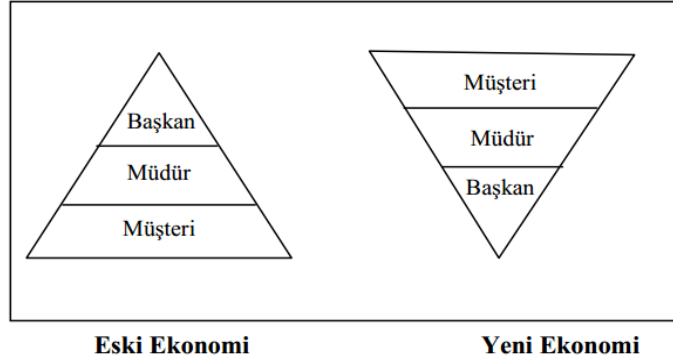 Başkan
Müdür
Müşteri
Müşteri
Müdür
Başkan
Eski Ekonomi
Yeni Ekonomi